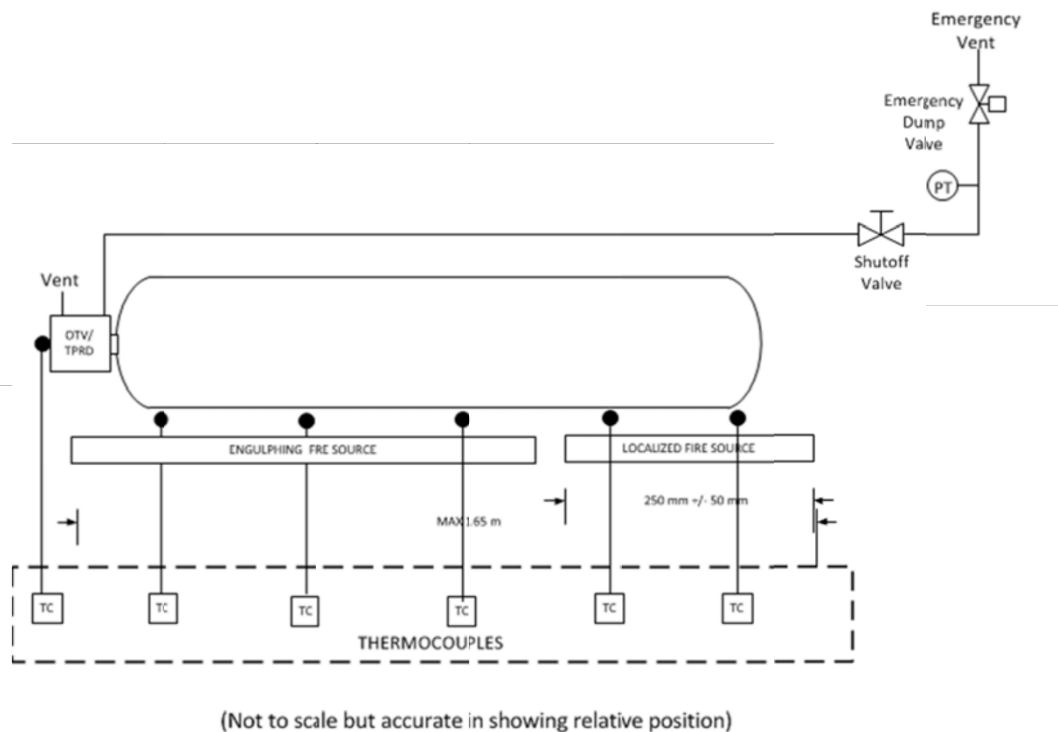 Emergency
Vent
Emergency
Dump
Valve
PT
Shutoff
Valve
Vent
OTV/
TPRD
ENGULPHING FRE SOURCE
LOCALIZED FIRE SOURCE
250 mm +/- 50 mm
MAX 1.65 m
TC
TC
TC
TC
TC
TC
THERMOCOUPLES
(Not to scale but accurate in showing relative position)